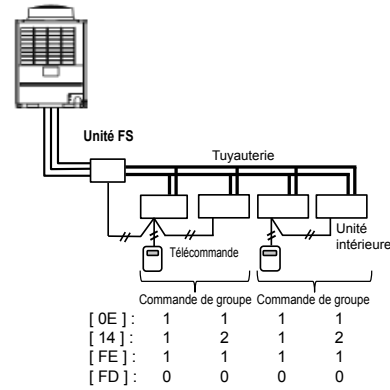 Unité FS
Tuyauterie
Unité
intérieure
Télécommande
Commande de groupe Commande de groupe
[ 0E ] : 1 1 1 1
[ 14 ] : 1 2 1 2
[ FE ] : 1 1 1 1
[ FD ] : 0 0 0 0